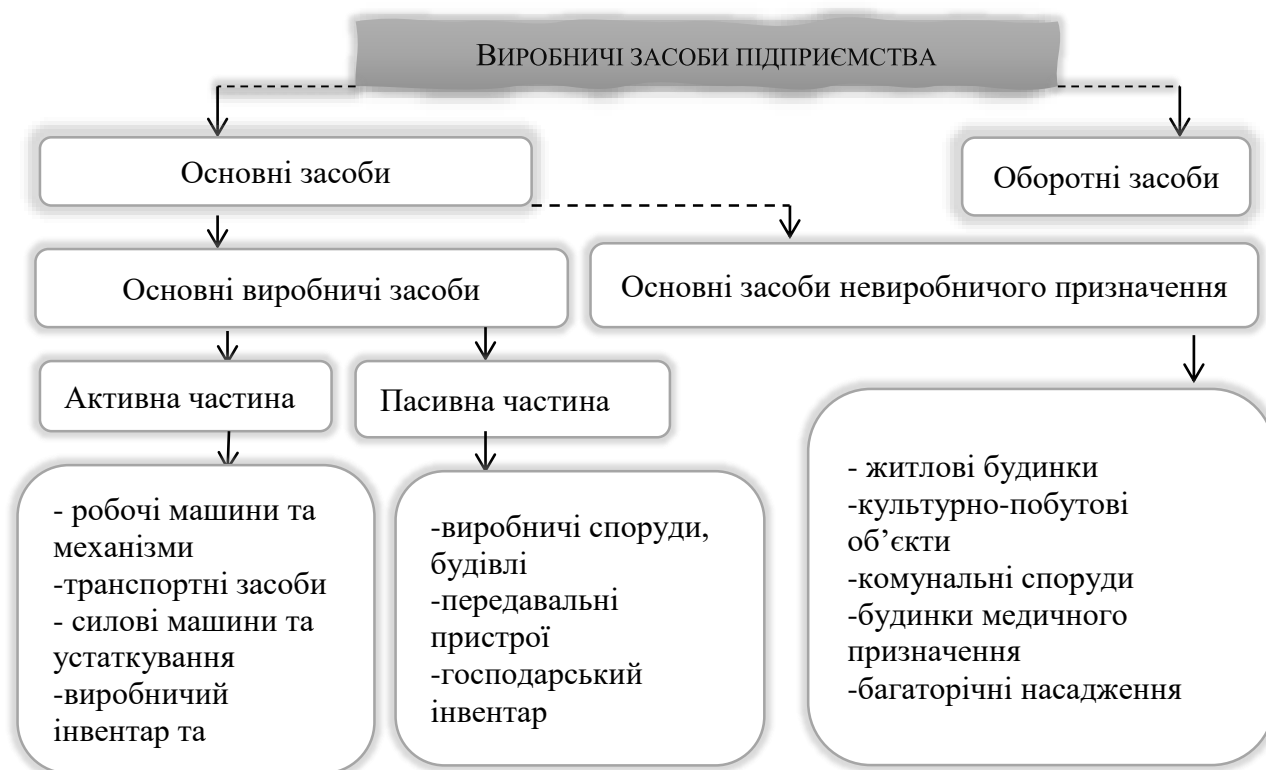 ВИРОБНИЧІ ЗАСОБИ ПІДПРИЄМСТВА
Основні засоби
Оборотні засоби
Основні виробничі засоби
Основні засоби невиробничого призначення
Активна частина
Пасивна частина
- робочі машини та
механізми
-транспортні засоби
- силові машини та
устаткування
-виробничий
інвентар та
-виробничі споруди,
будівлі
-передавальні
пристрої
-господарський
інвентар
- житлові будинки
-культурно-побутові
об’єкти
-комунальні споруди
-будинки медичного
призначення
-багаторічні насадження